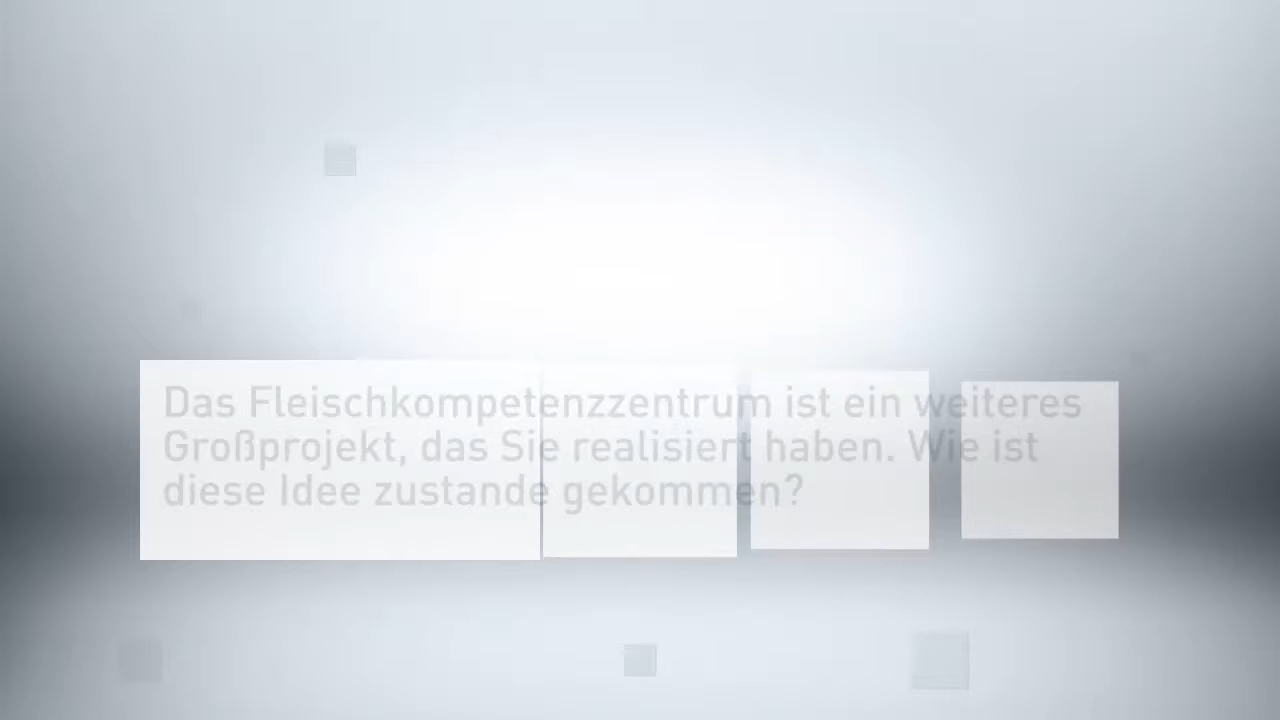 Das Fleischkompetenzzentrum ist ein weiteres
Großprojekt, das Sie realisiert haben. Wie ist
diese Idee zustande gekommen?